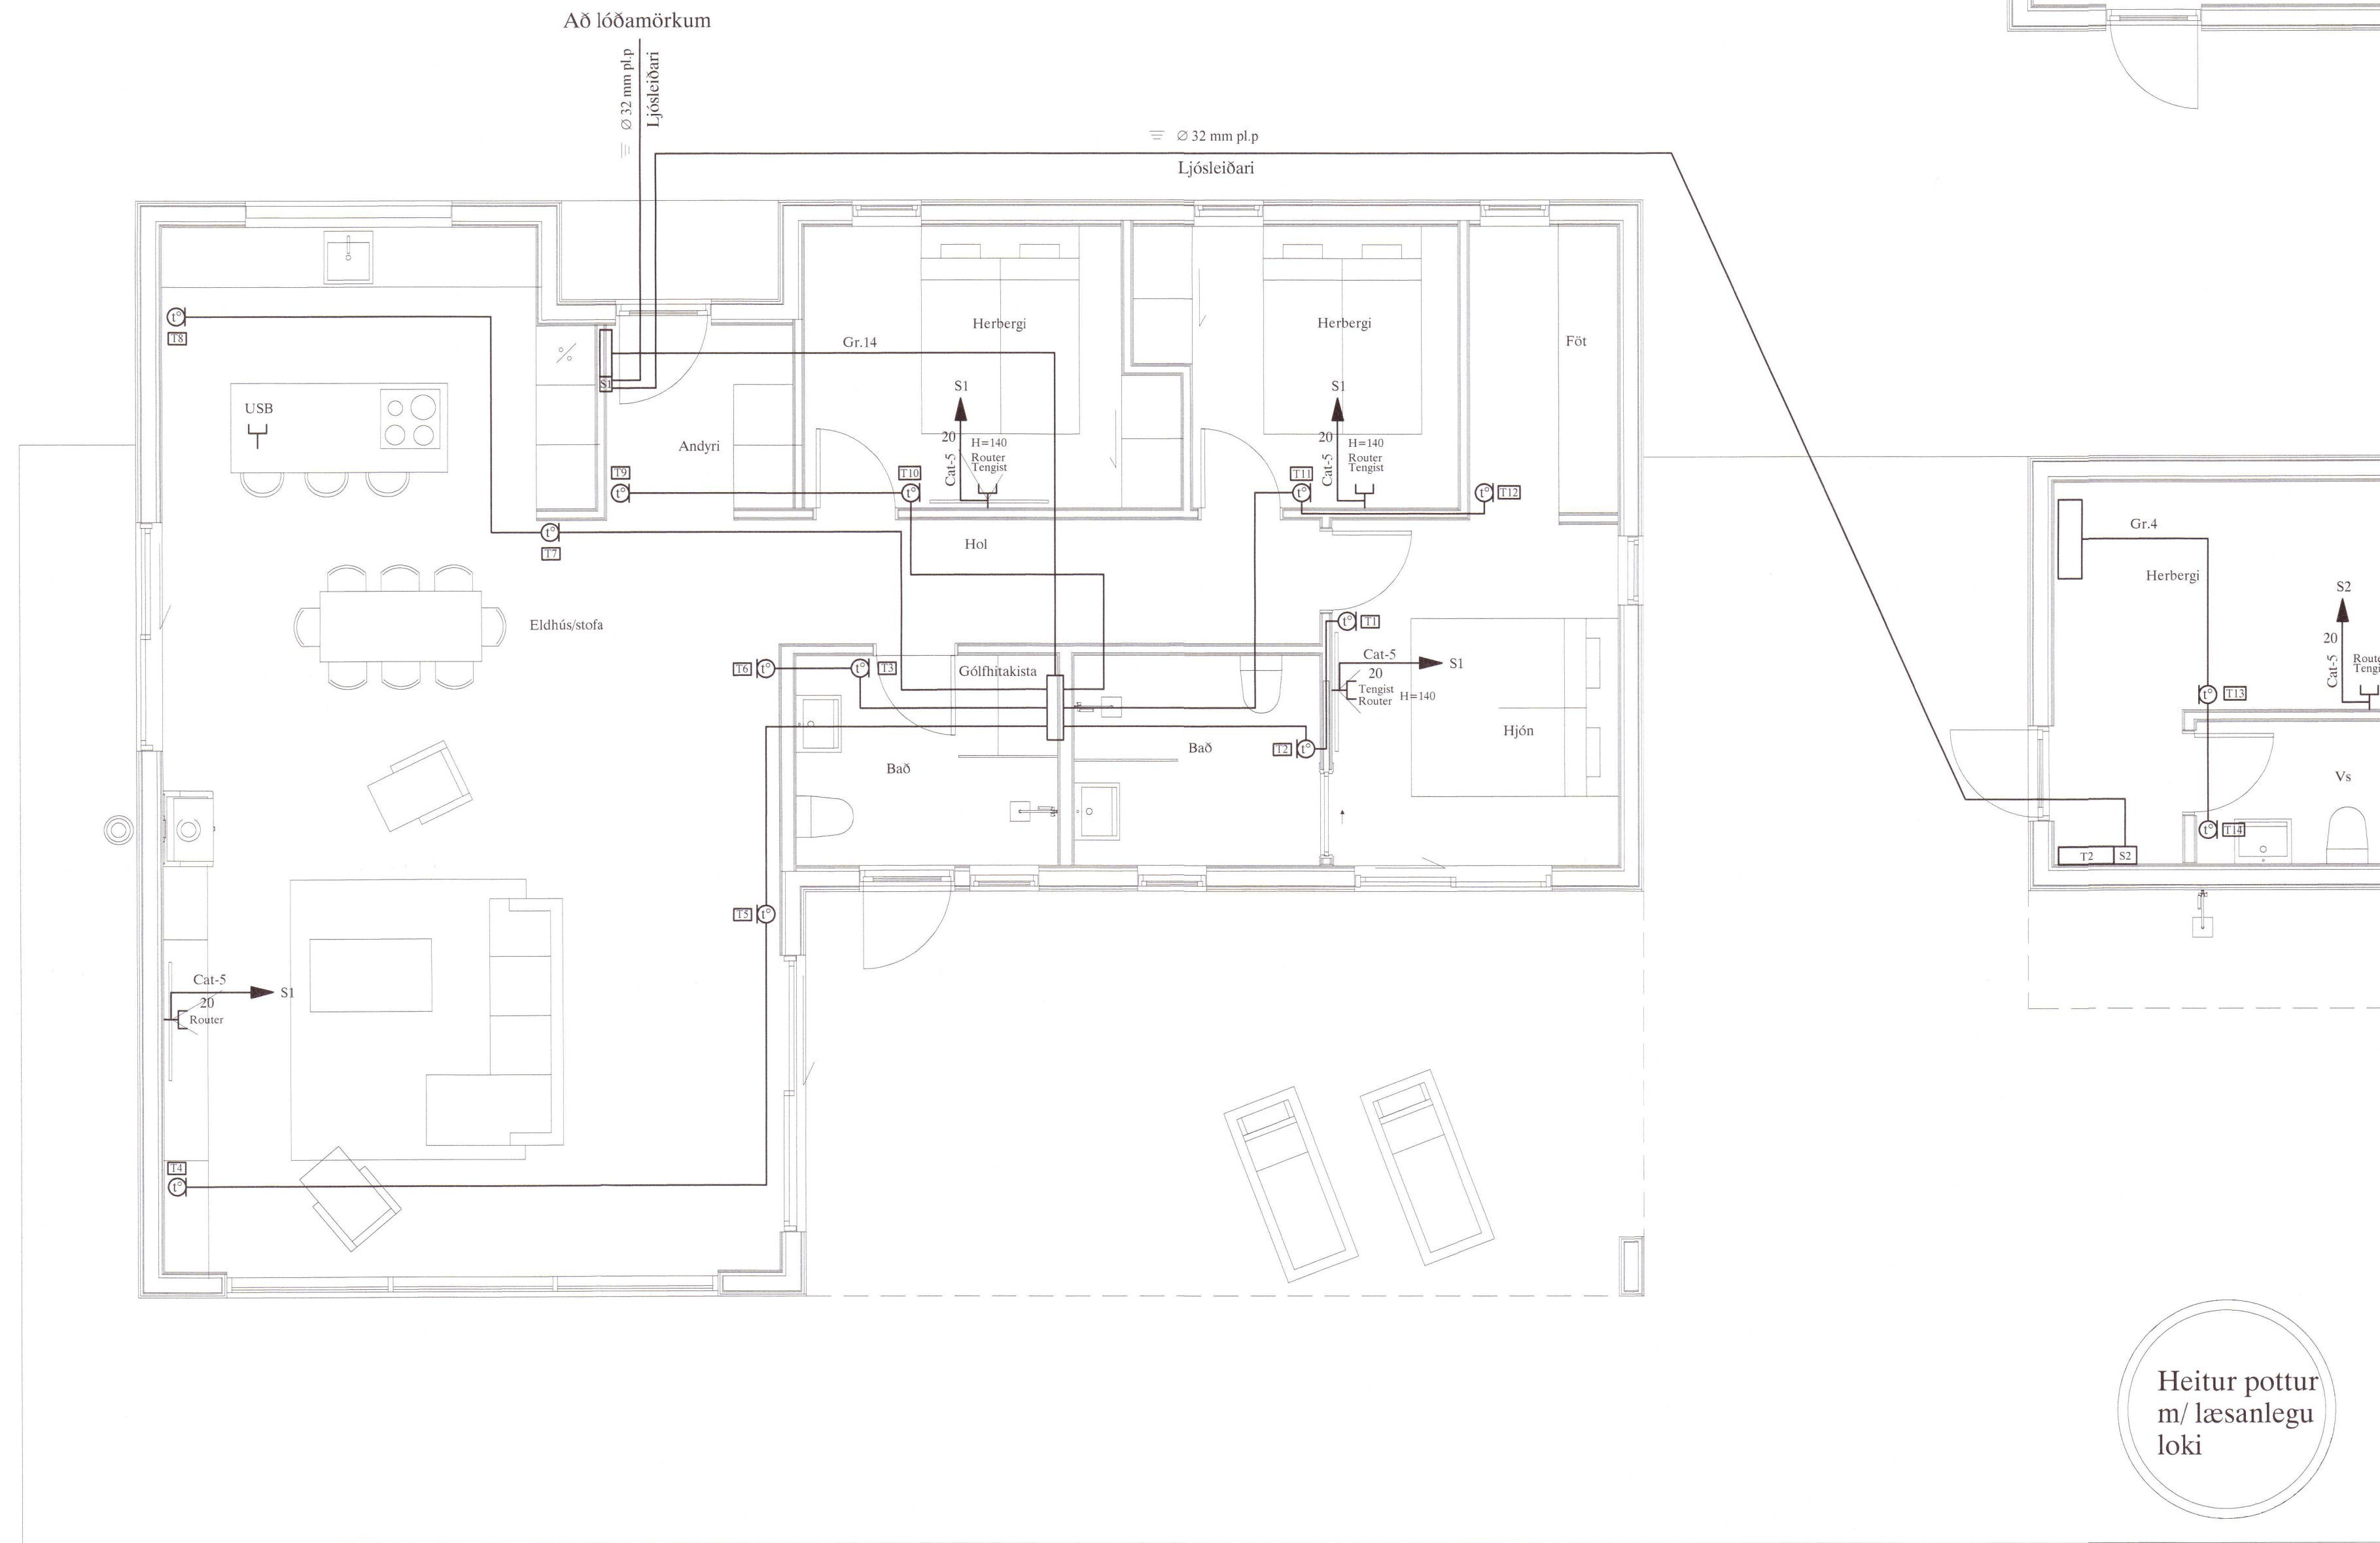 Að lóðamörkum
Ø 32 mm pl.p
Ljósleiðari
Ø 32 mm pl.p
Ljósleiðari
T8
USB
S1
Andyri
Gr.14
Herbergi
S1
20
Cat-5
H=140
Router
Tengist
Herbergi
S1
20
Cat-5
H=140
Router
Tengist
Föt
T9
T10
T11
T12
T7
Hol
Eldhús/stofa
T6
T3
Gólfhitakista
T1
Cat-5
S1
20
Tengist
Router
H=140
Bað
Bað
T2
Hjón
T5
Cat-5
S1
20
Router
T4
Gr.4
Herbergi
S2
20
Cat-5
T13
Vs
T14
T2
S2
Heitur pottur
m/ læsanlegu
loki